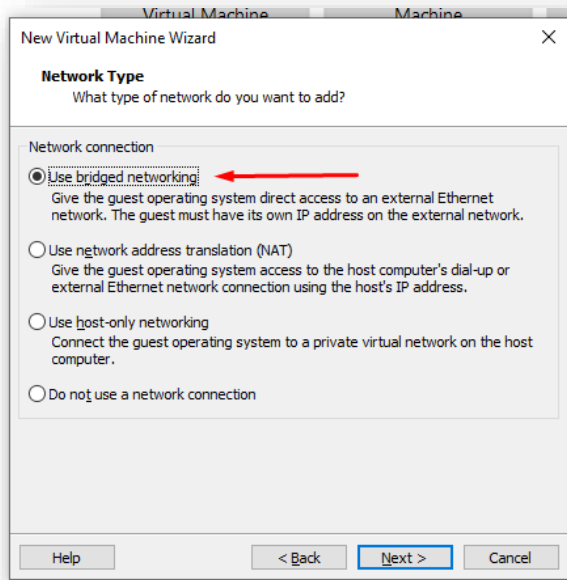 Virtual Machine Machine
New Virtual Machine Wizard
Network Type
What type of network do you want to add?
Network connection
Use bridged networking
Give the guest operating system direct access to an external Ethernet
network. The guest must have its own IP address on the external network.
Use network address translation (NAT)
Give the guest operating system access to the host computer's dial-up or
external Ethernet network connection using the host's IP address.
Use host-only networking
Connect the guest operating system to a private virtual network on the host
computer.
Do not use a network connection
Help < Back Next > Cancel